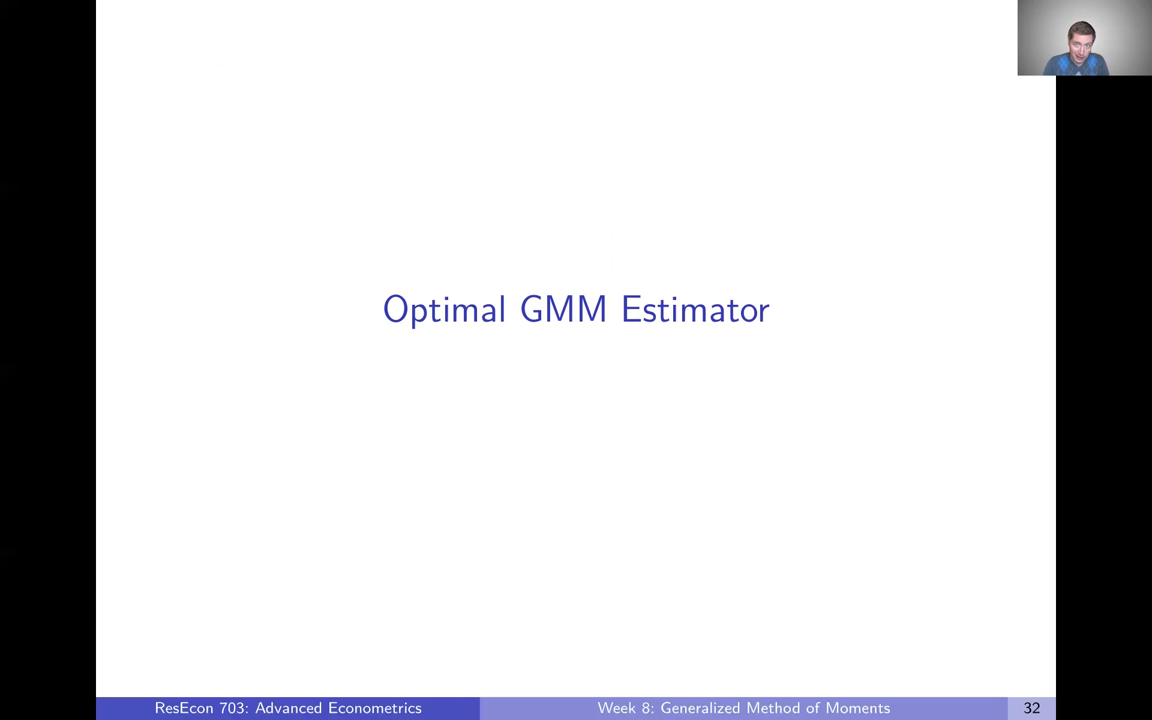 Optimal GMM Estimator
ResEcon 703: Advanced Econometrics
Week 8: Generalized Method of Moments
32